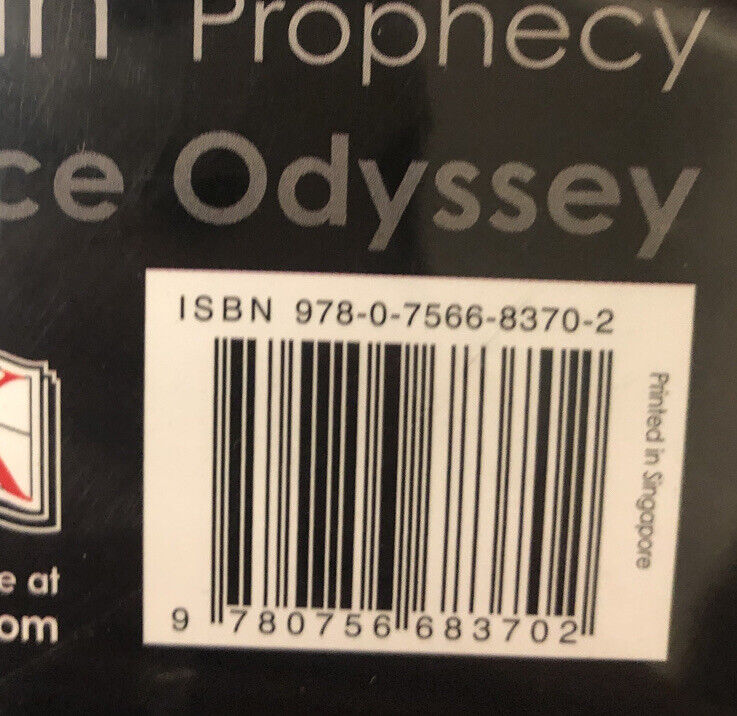 Prophecy
ce Odyssey
ISBN 978-0-7566-8370-2
Printed in Singapore
e at
om
9 780756 683702